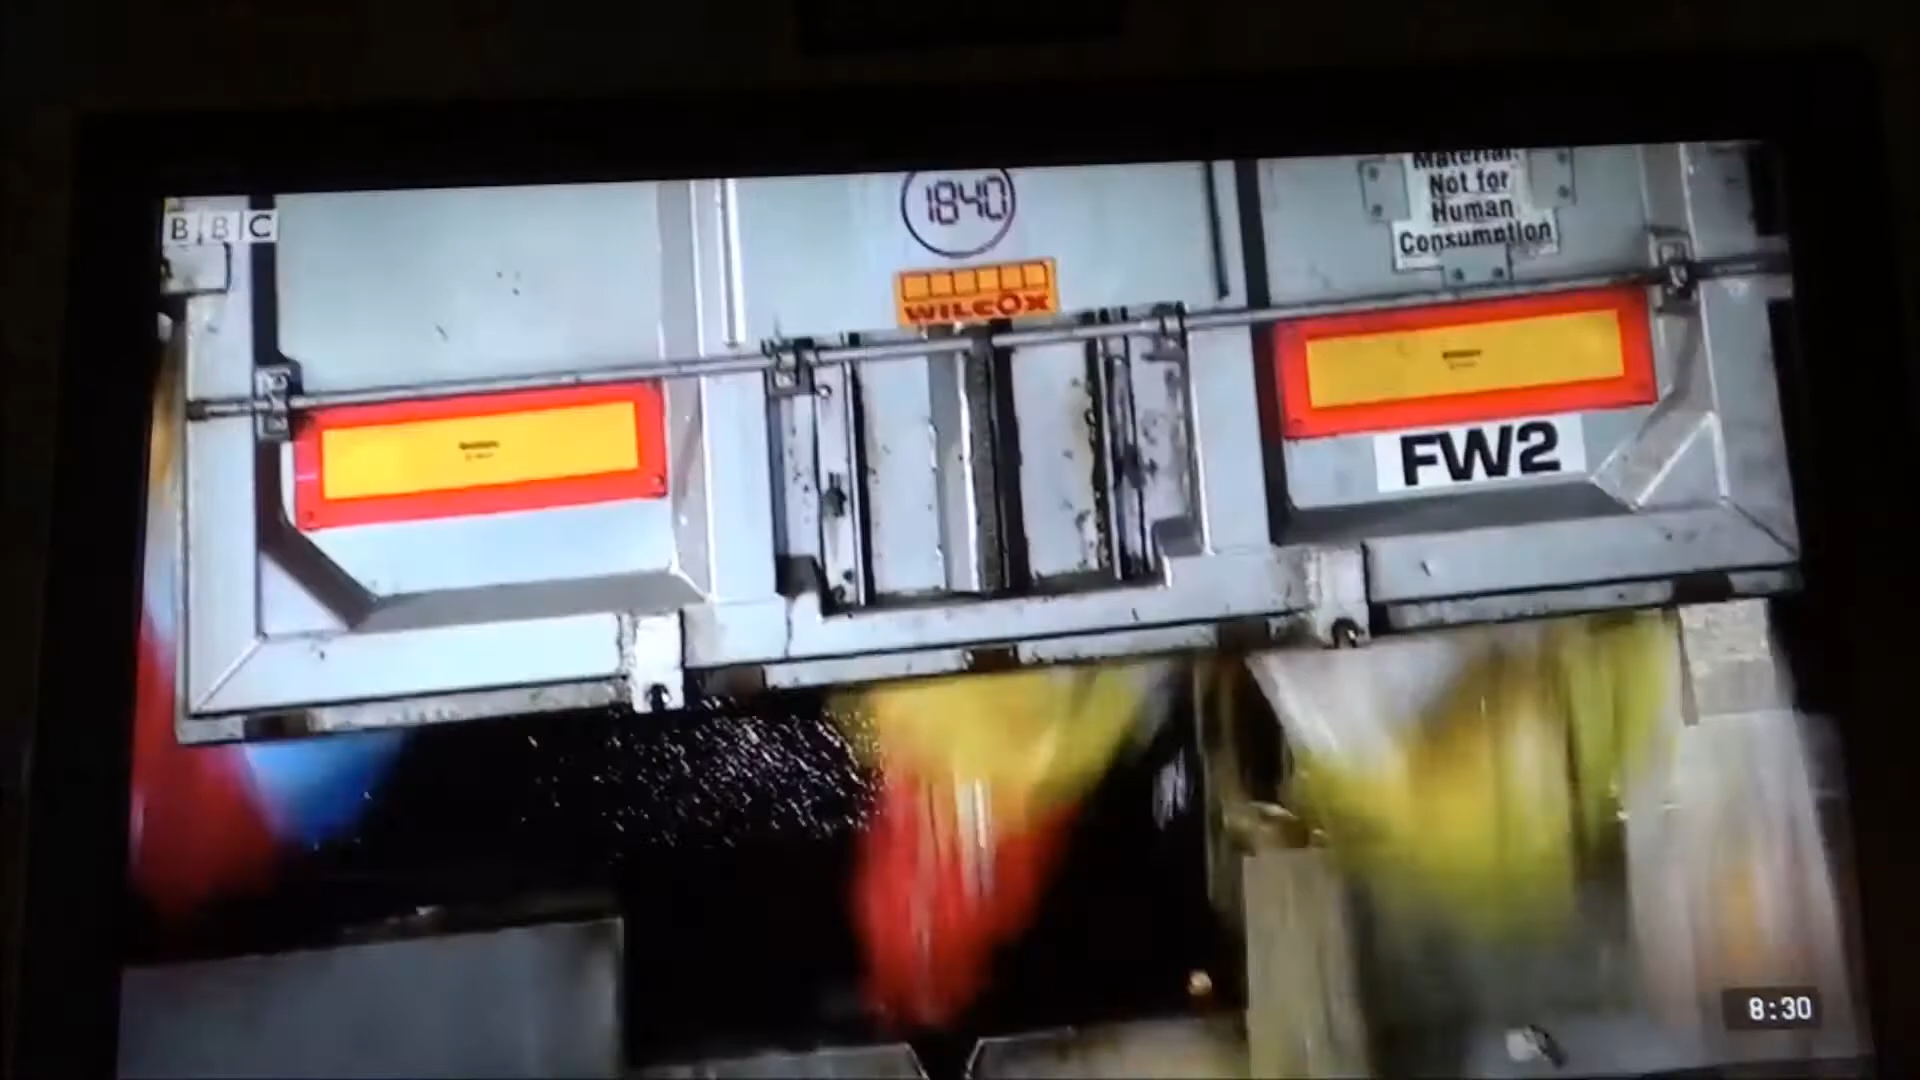 BBC
1840
WILCOX
Material.
Not for
Human
Consumption
FW2
8:30